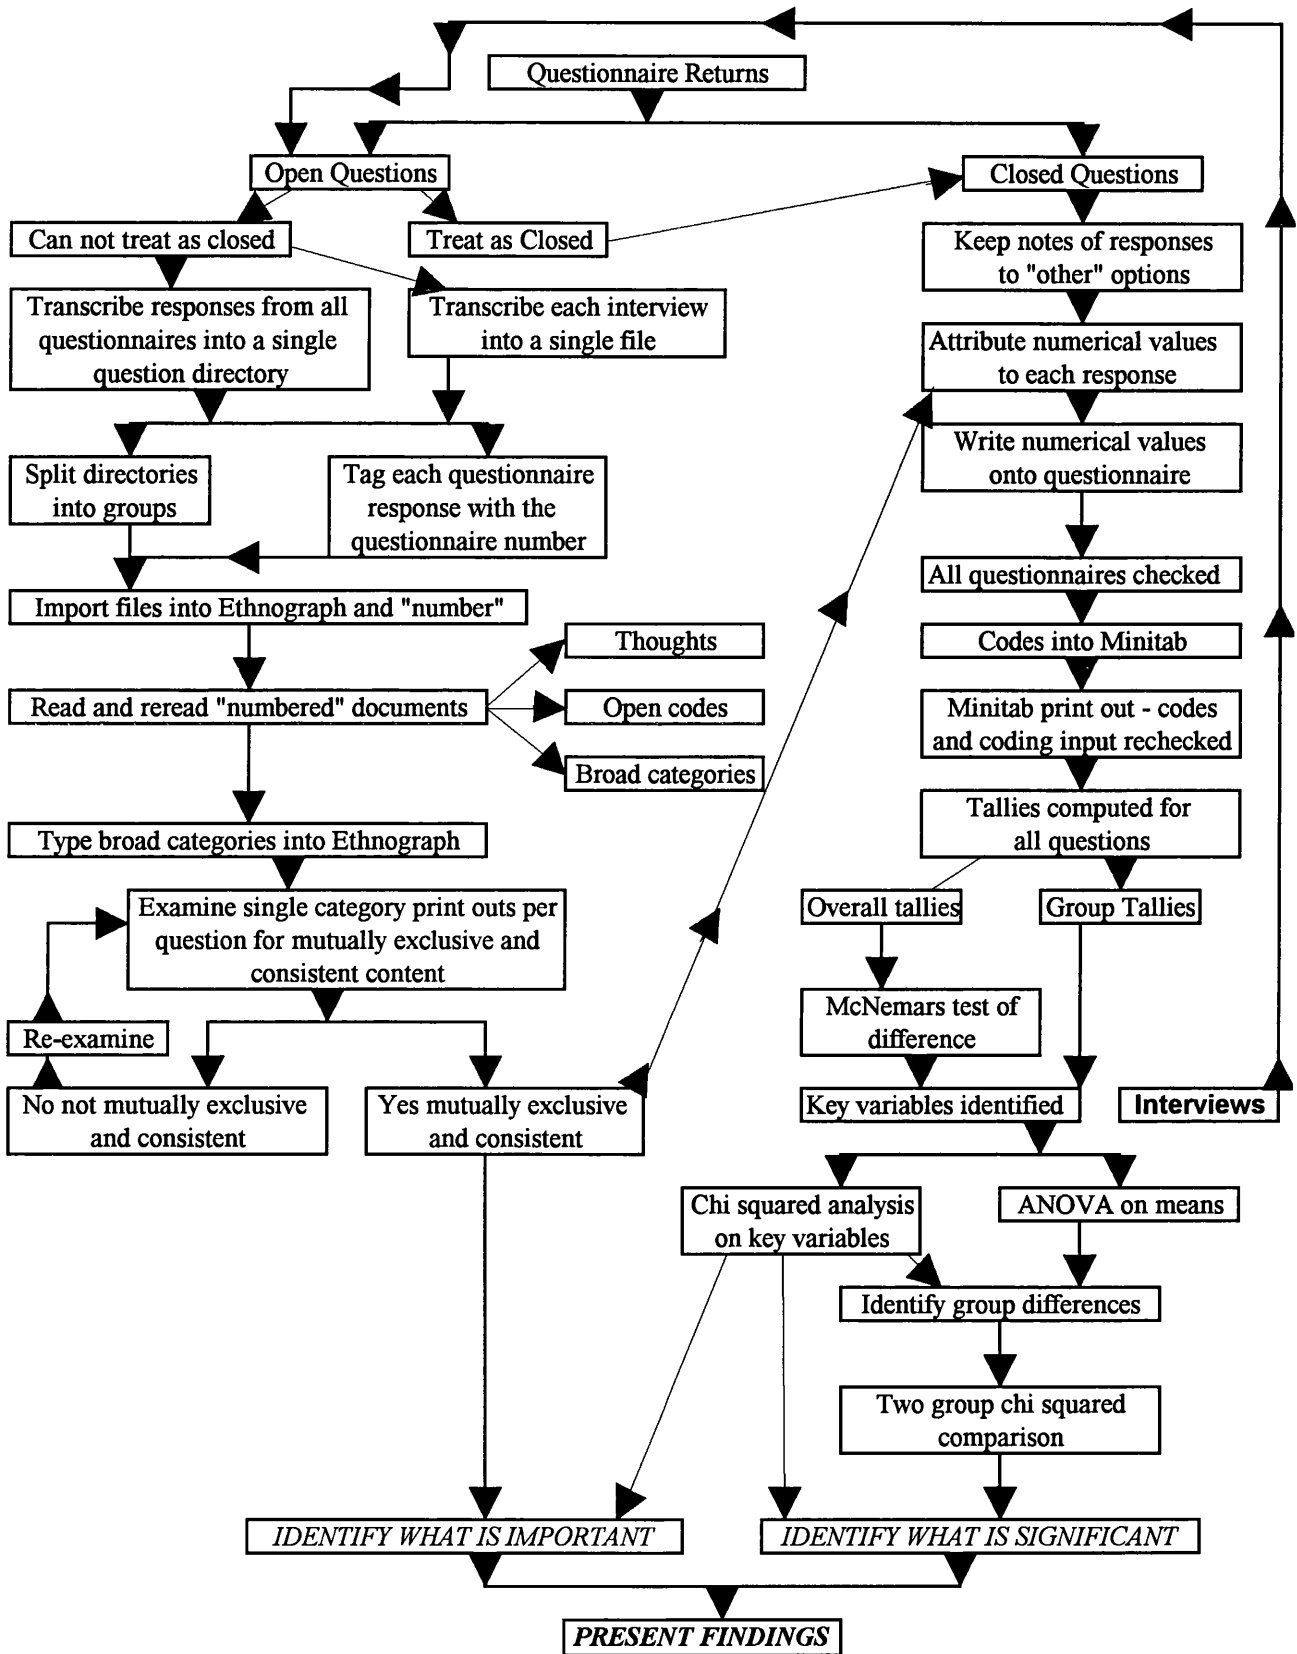 Questionnaire Returns
Open Questions
Closed Questions
Can not treat as closed
Treat as Closed
Keep notes of responses
to "other" options
Transcribe responses from all
questionnaires into a single
question directory
Transcribe each interview
into a single file
Attribute numerical values
to each response
Write numerical values
onto questionnaire
Split directories
into groups
Tag each questionnaire
response with the
questionnaire number
All questionnaires checked
Import files into Ethnograph and "number"
Codes into Minitab
Thoughts
Read and reread "numbered" documents
Open codes
Broad categories
Minitab print out - codes
and coding input rechecked
Tallies computed for
all questions
Type broad categories into Ethnograph
Examine single category print outs per
question for mutually exclusive and
consistent content
Overall tallies
Group Tallies
McNemars test of
difference
Re-examine
No not mutually exclusive
and consistent
Yes mutually exclusive
and consistent
Key variables identified
Interviews
Chi squared analysis
on key variables
ANOVA on means
Identify group differences
Two group chi squared
comparison
IDENTIFY WHAT IS IMPORTANT
IDENTIFY WHAT IS SIGNIFICANT
PRESENT FINDINGS